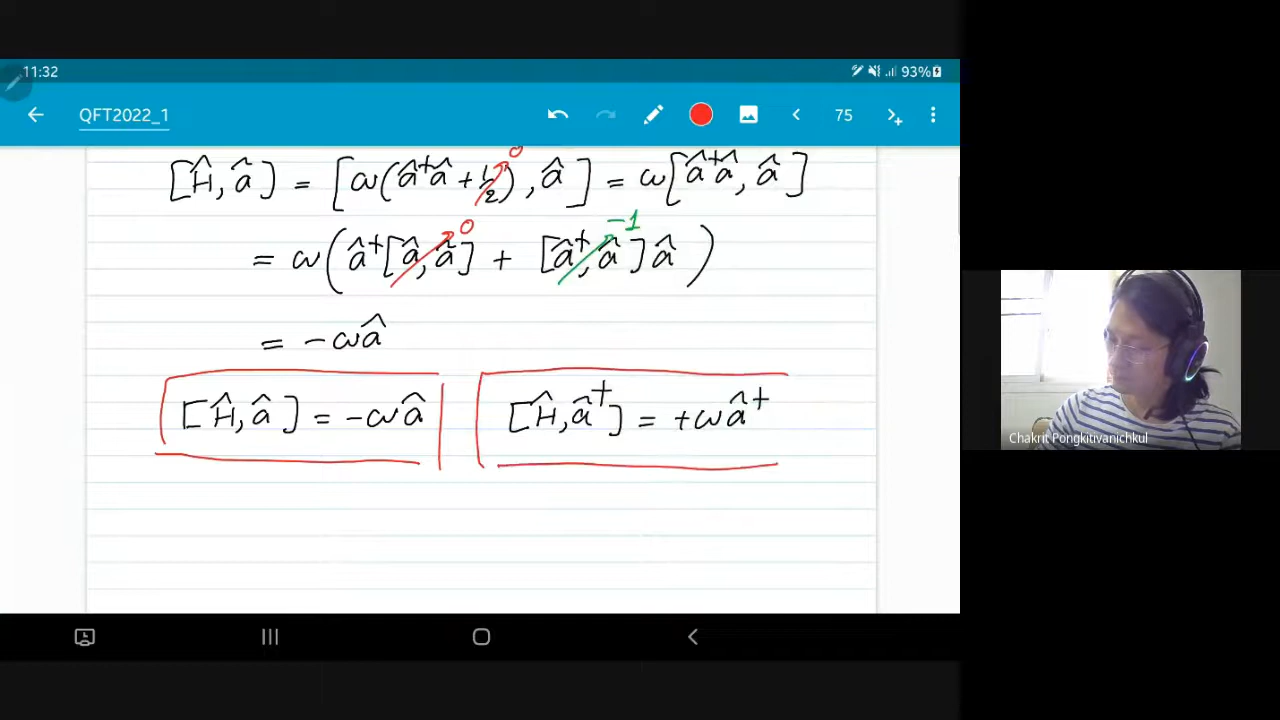 11:32 93%
QFT2022_1 75
[Ĥ, â] = [ω(â†â + 1/2)⁰, â] = ω[â†â, â]
= ω(â†[â, â]⁰ + [â†, â]⁻¹ â)
= -ωâ
[Ĥ, â] = -ωâ [Ĥ, â†] = +ωâ†
Chakrit Pongkitivanichkul